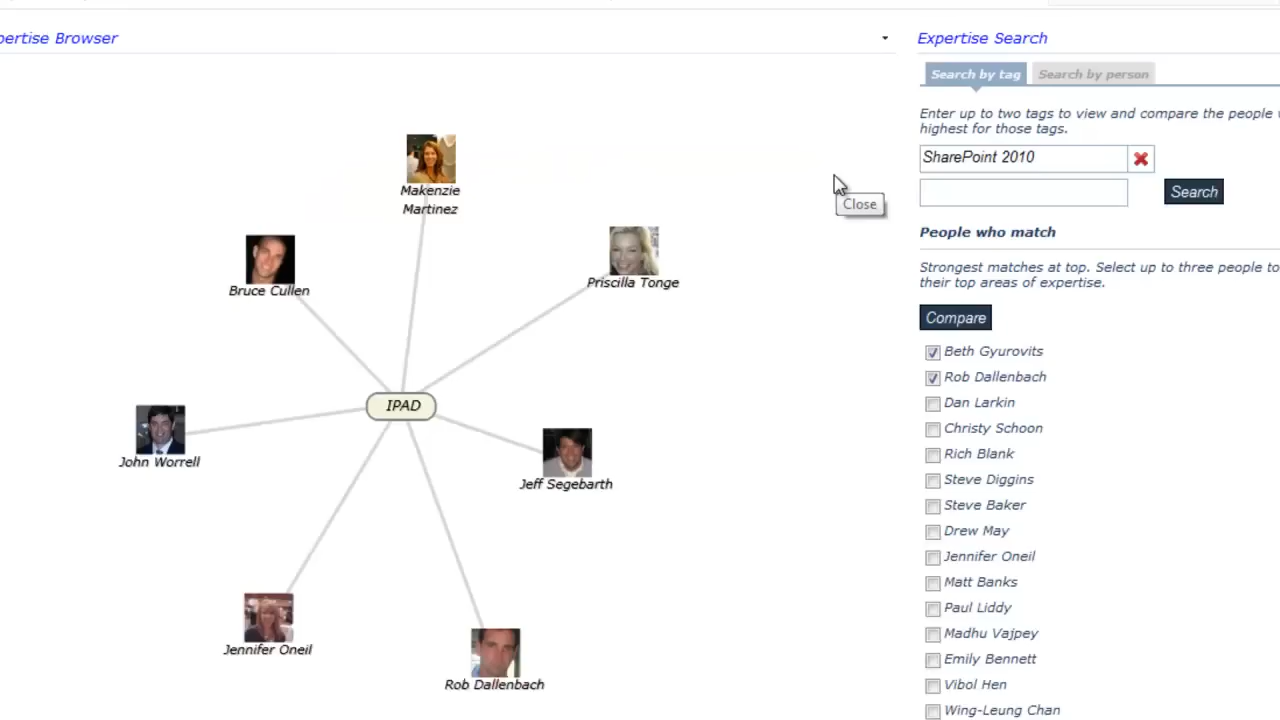 pertise Browser
Makenzie
Martinez
Bruce Cullen
Priscilla Tonge
IPAD
John Worrell
Jeff Segebarth
Jennifer Oneil
Rob Dallenbach
Close
Expertise Search
Search by tag
Search by person
Enter up to two tags to view and compare the people
highest for those tags.
SharePoint 2010
Search
People who match
Strongest matches at top. Select up to three people to
their top areas of expertise.
Compare
Beth Gyurovits
Rob Dallenbach
Dan Larkin
Christy Schoon
Rich Blank
Steve Diggins
Steve Baker
Drew May
Jennifer Oneil
Matt Banks
Paul Liddy
Madhu Vajpey
Emily Bennett
Vibol Hen
Wing-Leung Chan